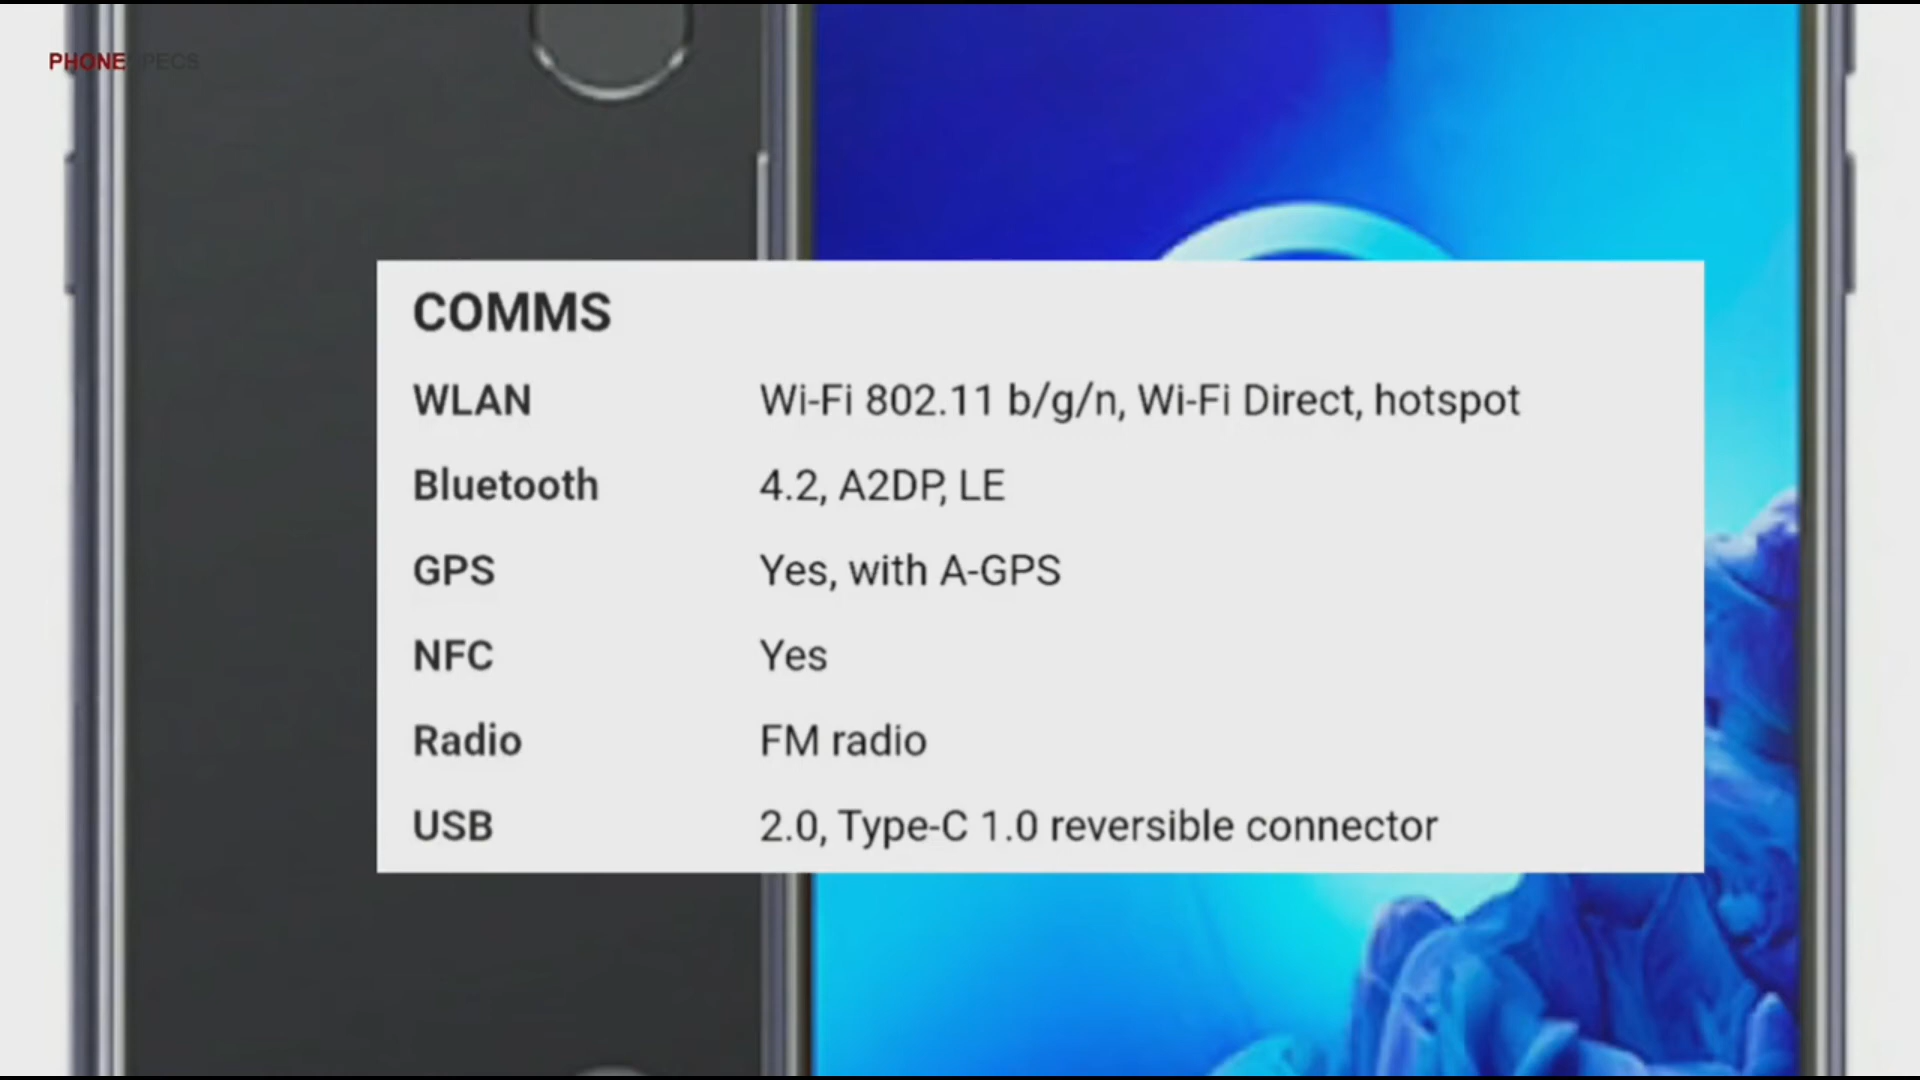 PHONESPECS
COMMS
WLAN Wi-Fi 802.11 b/g/n, Wi-Fi Direct, hotspot
Bluetooth 4.2, A2DP, LE
GPS Yes, with A-GPS
NFC Yes
Radio FM radio
USB 2.0, Type-C 1.0 reversible connector